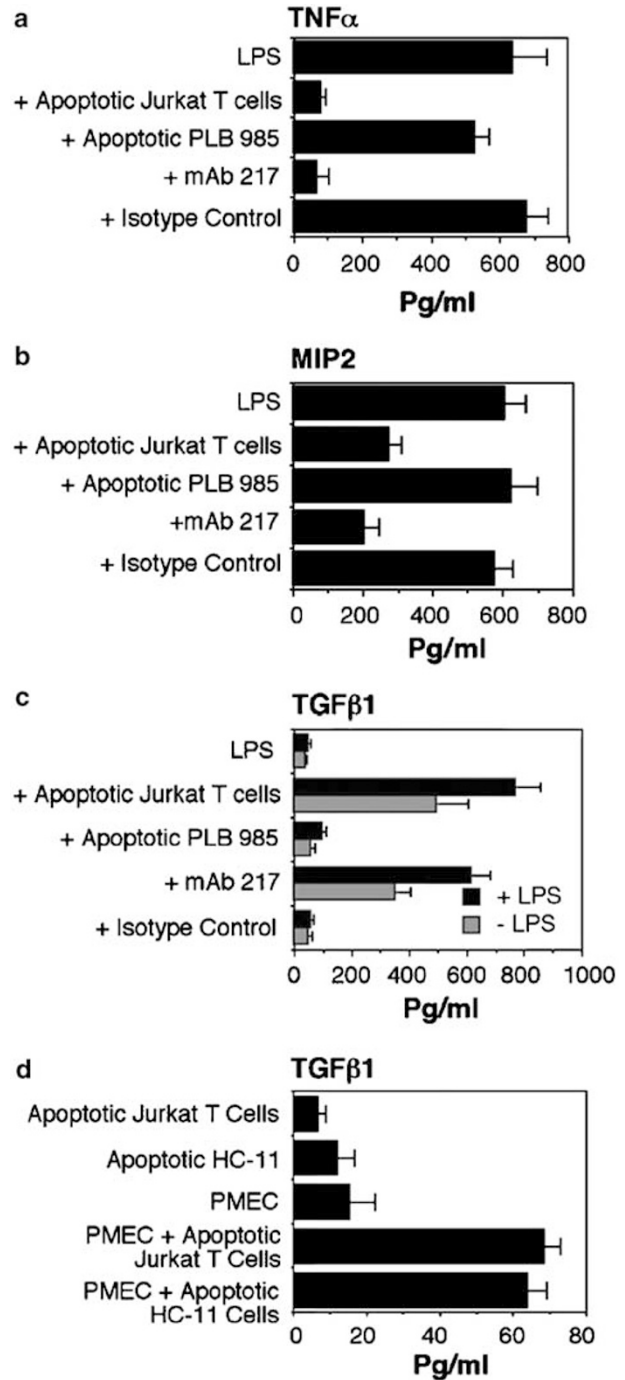 a
TNFα
LPS
+ Apoptotic Jurkat T cells
+ Apoptotic PLB 985
+ mAb 217
+ Isotype Control
0 200 400 600 800
Pg/ml
b
MIP2
LPS
+ Apoptotic Jurkat T cells
+ Apoptotic PLB 985
+mAb 217
+ Isotype Control
0 200 400 600 800
Pg/ml
c
TGFβ1
LPS
+ Apoptotic Jurkat T cells
+ Apoptotic PLB 985
+ mAb 217
+ Isotype Control
+ LPS
- LPS
0 200 400 600 800 1000
Pg/ml
d
TGFβ1
Apoptotic Jurkat T Cells
Apoptotic HC-11
PMEC
PMEC + Apoptotic
Jurkat T Cells
PMEC + Apoptotic
HC-11 Cells
0 20 40 60 80
Pg/ml